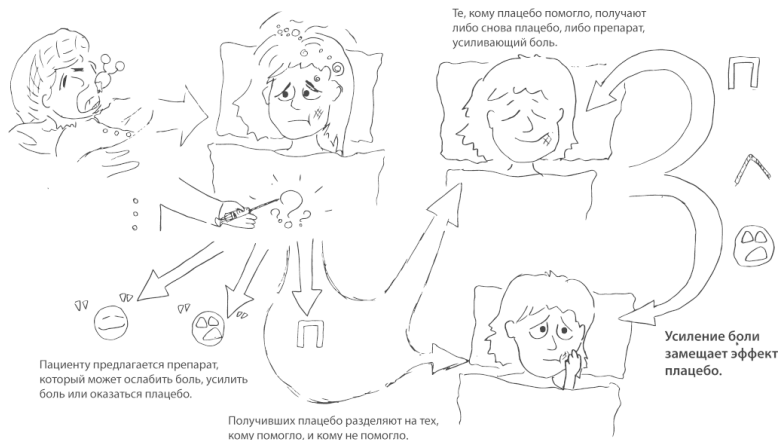 Те, кому плацебо помогло, получают
либо снова плацебо, либо препарат,
усиливающий боль.
П
Л
П
Усиление боли
замещает эффект
плацебо.
Пациенту предлагается препарат,
который может ослабить боль, усилить
боль или оказаться плацебо.
Получивших плацебо разделяют на тех,
кому помогло, и кому не помогло.